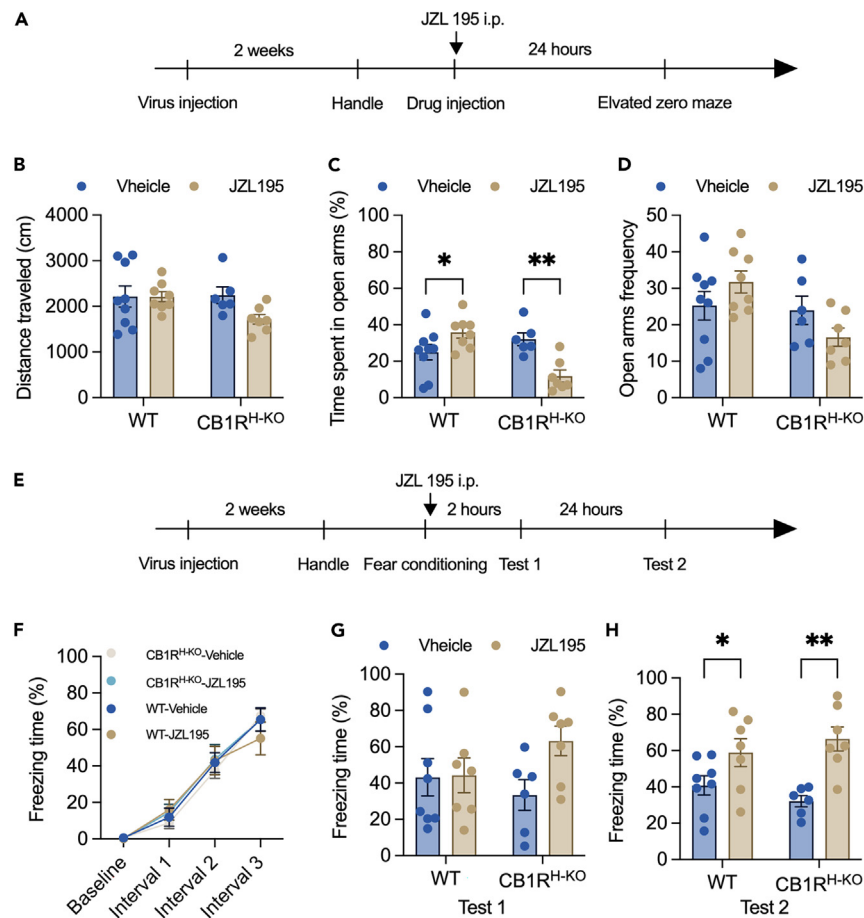 A
JZL 195 i.p.
2 weeks
24 hours
Virus injection
Handle
Drug injection
Elvated zero maze
B
Vheicle
JZL195
Distance traveled (cm)
4000
3000
2000
1000
0
WT
CB1R^H-KO
C
Vheicle
JZL195
Time spent in open arms (%)
100
80
60
40
20
0
*
**
WT
CB1R^H-KO
D
Vheicle
JZL195
Open arms frequency
50
40
30
20
10
0
WT
CB1R^H-KO
E
JZL 195 i.p.
2 weeks
2 hours
24 hours
Virus injection
Handle
Fear conditioning
Test 1
Test 2
F
Freezing time (%)
100
80
60
40
20
0
CB1R^H-KO-Vehicle
CB1R^H-KO-JZL195
WT-Vehicle
WT-JZL195
Baseline
Interval 1
Interval 2
Interval 3
G
Vheicle
JZL195
Freezing time (%)
100
80
60
40
20
0
WT
CB1R^H-KO
Test 1
H
Freezing time (%)
100
80
60
40
20
0
*
**
WT
CB1R^H-KO
Test 2